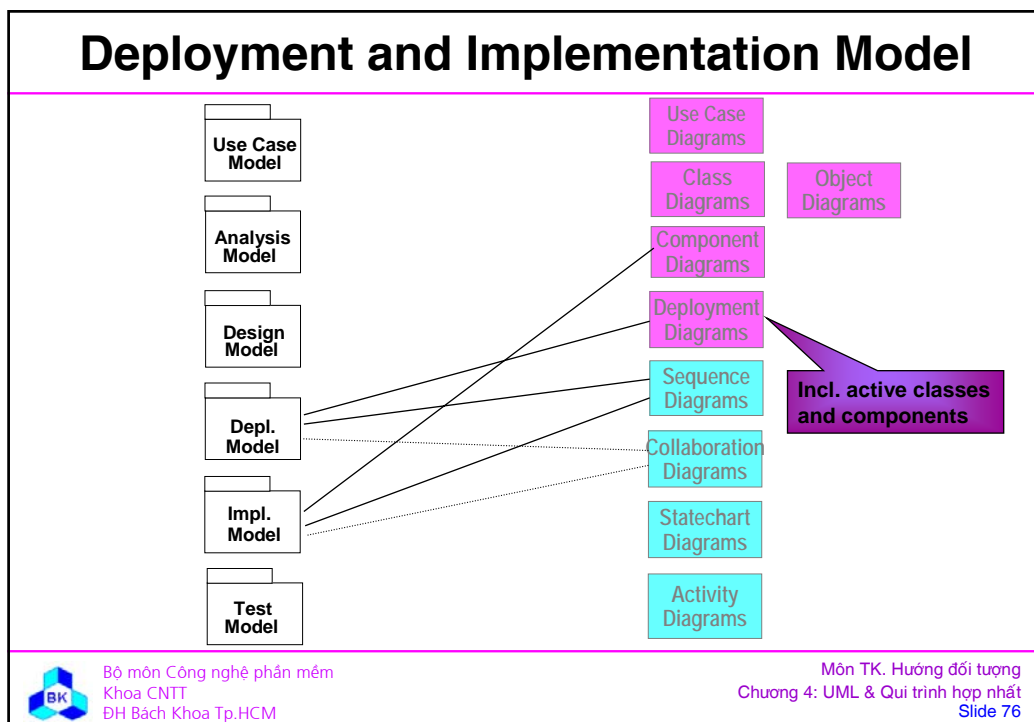 Deployment and Implementation Model
Use Case
Model
Analysis
Model
Design
Model
Depl.
Model
Impl.
Model
Test
Model
Use Case
Diagrams
Class
Diagrams
Object
Diagrams
Component
Diagrams
Deployment
Diagrams
Sequence
Diagrams
Collaboration
Diagrams
Statechart
Diagrams
Activity
Diagrams
Incl. active classes
and components
BK
Bộ môn Công nghệ phần mềm
Khoa CNTT
ĐH Bách Khoa Tp.HCM
Môn TK. Hướng đối tượng
Chương 4: UML & Qui trình hợp nhất
Slide 76